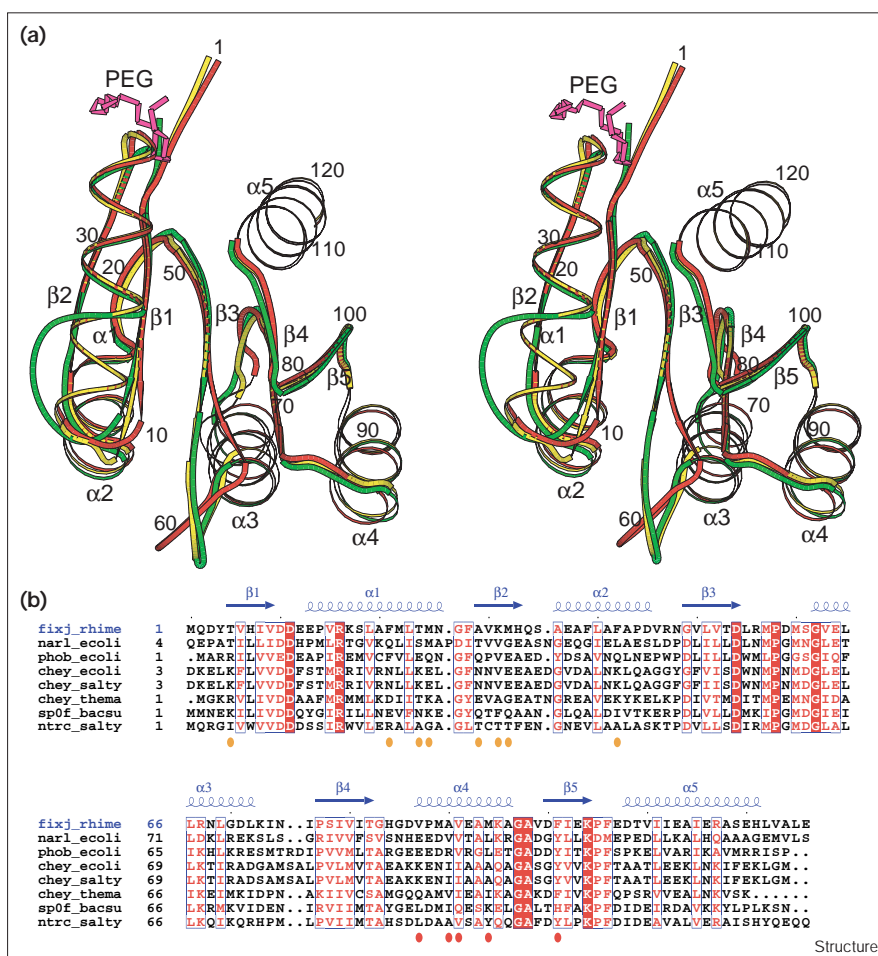 (a)
1
PEG
120
α5
110
30
20
50
β2
α1
β1
β3
β4
100
80
β5
70
10
90
α2
60
α3
α4
1
PEG
120
α5
110
30
20
50
β2
α1
β1
β3
β4
100
80
β5
70
10
90
α2
60
α3
α4
(b)
β1 α1 β2 α2 β3
fixj_rhime 1 MQDYTVHIVDDEEPVRKSLAFMLTMN.GFAVKMHQS.AEAFLAFAPDVRNGVLVTDLRMPDMSGVEL
narl_ecoli 4 QEPATILLIDDHPMLRTGVKQLISMAPDITVVGEASNGEQGIELAESLDPDLILLDLNMPGMNGLET
phob_ecoli 1 .MARRILVVEDEAPIREMVCFVLEQN.GFQPVEAED.YDSAVNQLNEPWPDLILLDWMLPGGSGIQF
chey_ecoli 3 DKELKFLVVDDFSTMRRIVRNLLKEL.GFNNVEEAEDGVDALNKLQAGGYGFVISDWNMPNMDGLEL
chey_salty 3 DKELKFLVVDDFSTMRRIVRNLLKEL.GFNNVEEAEDGVDALNKLQAGGFGFIISDWNMPNMDGLEL
chey_thema 1 .MGKRVLIVDDAAFMRMMLKDIITKA.GYEVAGEATNGREAVEKYKELKPDIVTMDITMPEMNGIDA
sp0f_bacsu 1 MMNEKILIVDDQYGIRILLNEVFNKE.GYQTFQAAN.GLQALDIVTKERPDLVLLDMKIPGMDGIEI
ntrc_salty 1 MQRGIVWVVDDDSSIRWVLERALAGA.GLTCTTFEN.GNEVLAALASKTPDVLLSDIRMPGMDGLAL
α3 β4 α4 β5 α5
fixj_rhime 66 LRNLGDLKIN..IPSIVITGHGDVPMAVEAMKAGAVDFIEKPFEDTVIIEAIERASEHLVALE
narl_ecoli 71 LDKLREKSLS..GRIVVFSVSNHEEDVVTALKRGADGYLLKDMEPEDLLKALHQAAAGEMVLS
phob_ecoli 65 IKHLKRESMTRDIPVVMLTARGEEEDRVRGLETGADDYITKPFSPKELVARIKAVMRRISP..
chey_ecoli 69 LKTIRADGAMSALPVLMVTAEAKKENIIAAAQAGASGYVVKPFTAATLEEKLNKIFEKLGM..
chey_salty 69 LKTIRADSAMSALPVLMVTAEAKKENIIAAAQAGASGYVVKPFTAATLEEKLNKIFEKLGM..
chey_thema 66 IKEIMKIDPN..AKIIVCSAMGQQAMVIEAIKAGAKDFIVKPFQPSRVVEALNKVSK......
sp0f_bacsu 66 LKRMKVIDEN..IRVIIMTAYGELDMIQESKELGALTHFAKPFDIDEIRDAVKKYLPLKSN..
ntrc_salty 66 LKQIKQRHPM..LPVIIMTAHSDLDAAVSAYQQGAFDYLPKPFDIDEAVALVERAISHYQEQQ
Structure